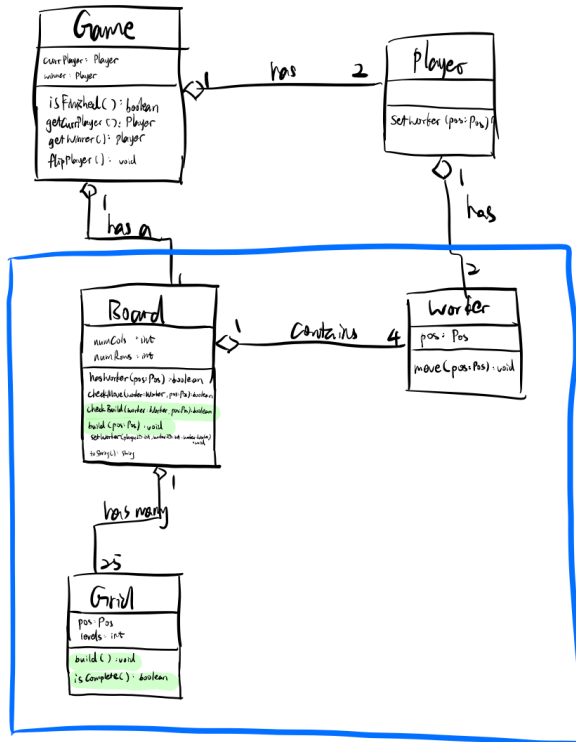 Game
currPlayer: Player
winner: Player
isFinished(): boolean
getCurrPlayer(): Player
getWinner(): Player
flipPlayer(): void
1 has 2
Player
setWorker(pos:Pos)
1
has a
1
1
has
2
Board
numCols: int
numRows: int
hasWorker(pos:Pos): boolean
checkMove(worker:Worker, pos:Pos): boolean
checkBuild(worker:Worker, pos:Pos): boolean
build(pos:Pos): void
toString(): String
1 Contains 4
Worker
pos: Pos
move(pos:Pos): void
1
has many
25
Grid
pos: Pos
levels: int
build(): void
isComplete(): boolean